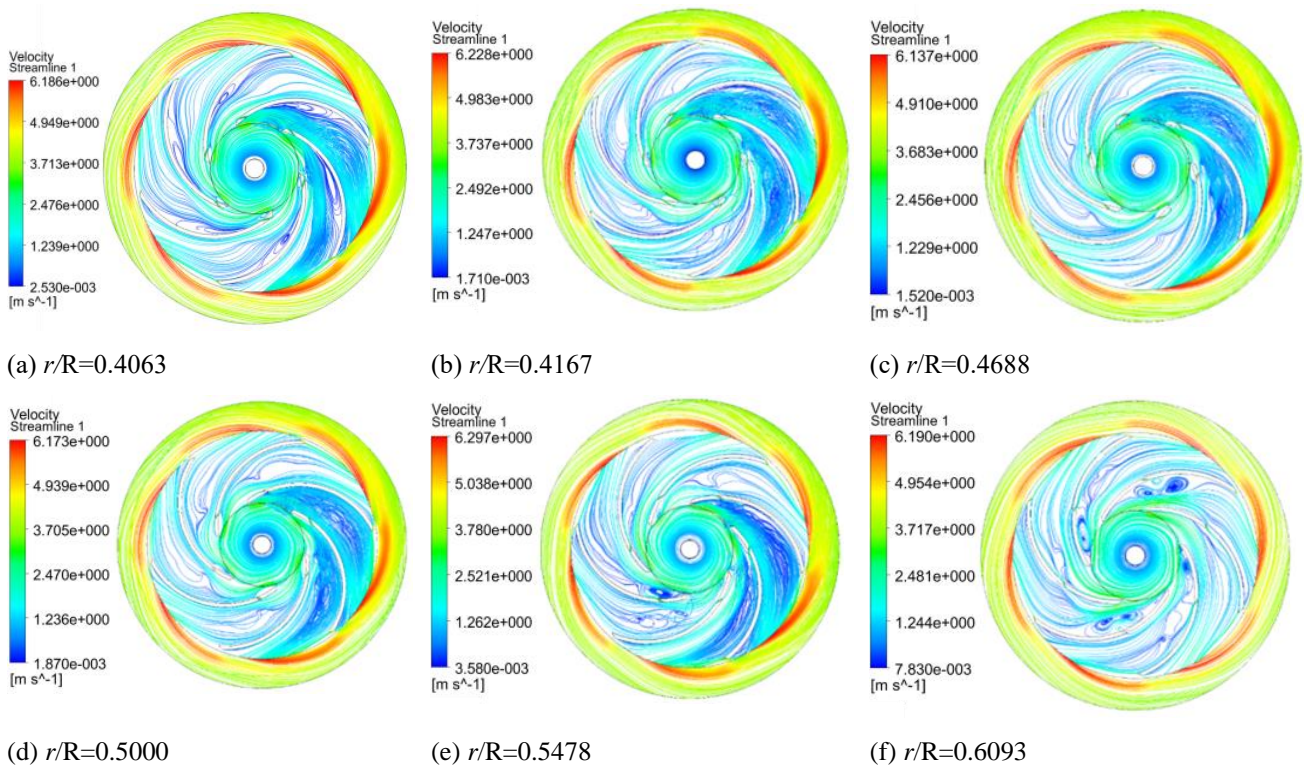 Velocity
Streamline 1
6.186e+000
4.949e+000
3.713e+000
2.476e+000
1.239e+000
2.530e-003
[m s^-1]
(a) r/R=0.4063
Velocity
Streamline 1
6.228e+000
4.983e+000
3.737e+000
2.492e+000
1.247e+000
1.710e-003
[m s^-1]
(b) r/R=0.4167
Velocity
Streamline 1
6.137e+000
4.910e+000
3.683e+000
2.456e+000
1.229e+000
1.520e-003
[m s^-1]
(c) r/R=0.4688
Velocity
Streamline 1
6.173e+000
4.939e+000
3.705e+000
2.470e+000
1.236e+000
1.870e-003
[m s^-1]
(d) r/R=0.5000
Velocity
Streamline 1
6.297e+000
5.038e+000
3.780e+000
2.521e+000
1.262e+000
3.580e-003
[m s^-1]
(e) r/R=0.5478
Velocity
Streamline 1
6.190e+000
4.954e+000
3.717e+000
2.481e+000
1.244e+000
7.830e-003
[m s^-1]
(f) r/R=0.6093